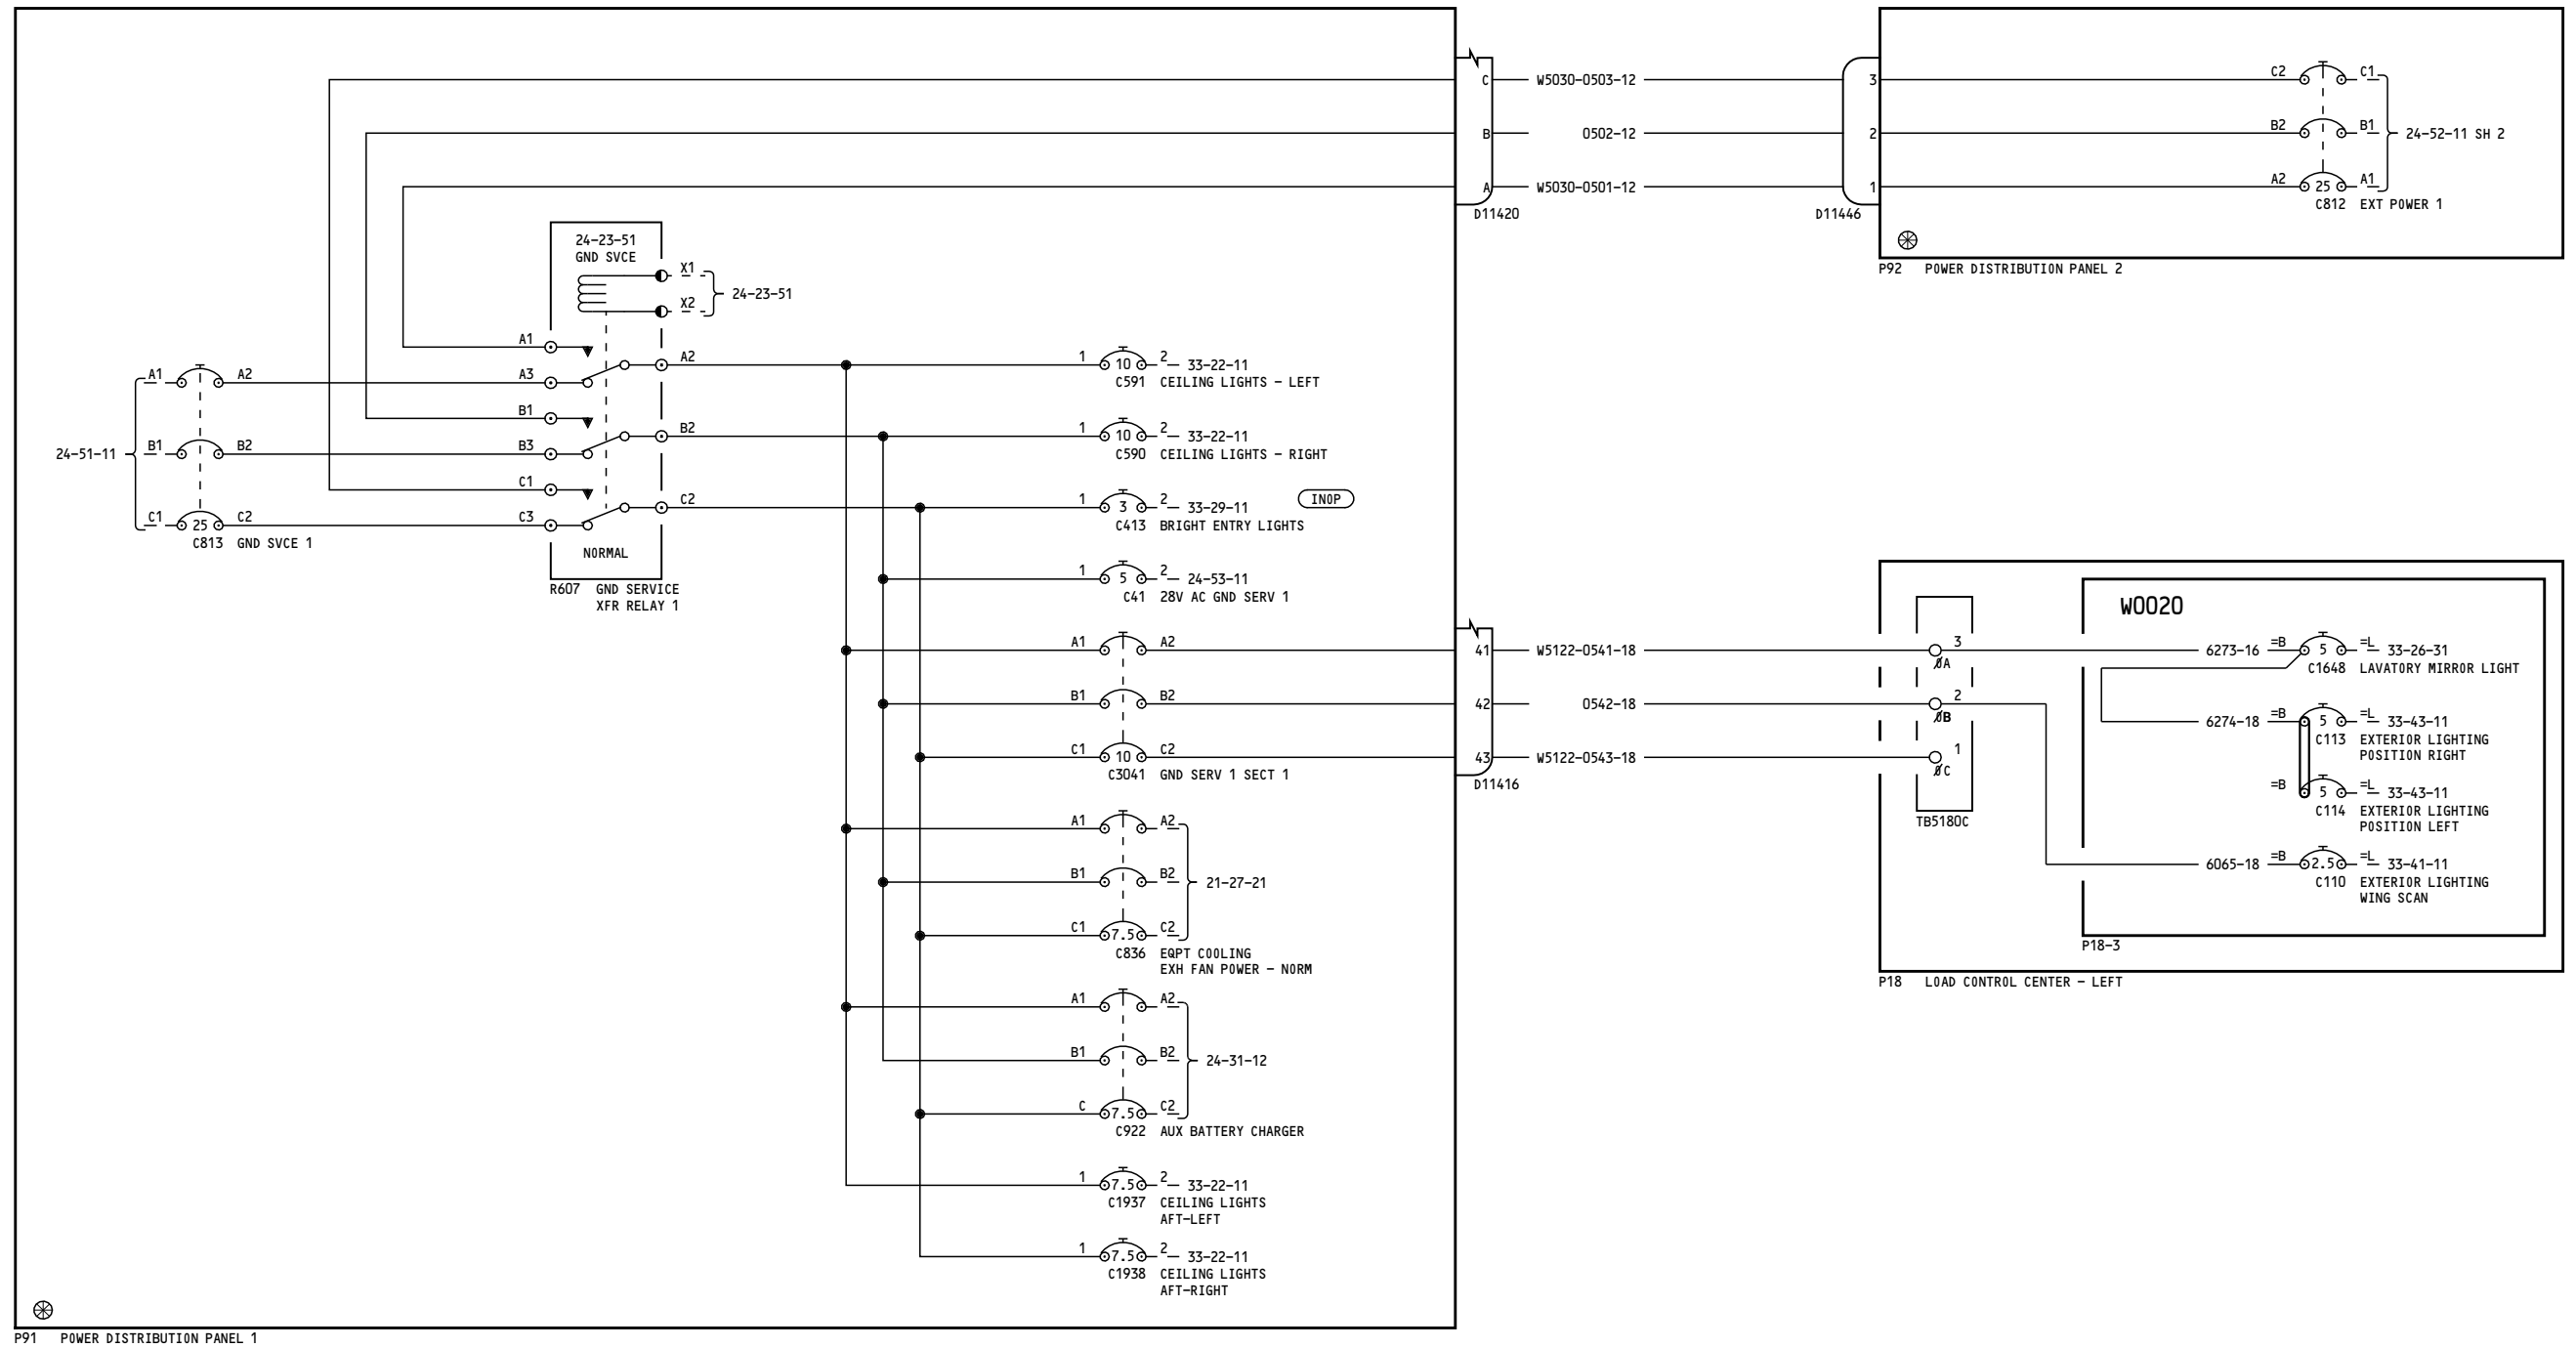 C W5030-0503-12 3 C2 C1
B 0502-12 2 B2 B1 24-52-11 SH 2
A W5030-0501-12 1 A2 25 A1
D11420 D11446 C812 EXT POWER 1
P92 POWER DISTRIBUTION PANEL 2
24-23-51
GND SVCE
X1
24-23-51
X2
A1
A2 1 10 2 33-22-11
C591 CEILING LIGHTS - LEFT
A1 A2 A3
B1
B2 1 10 2 33-22-11
C590 CEILING LIGHTS - RIGHT
24-51-11 B1 B2 B3
C1
C2 1 3 2 33-29-11 INOP
C413 BRIGHT ENTRY LIGHTS
C1 25 C2 C3
C813 GND SVCE 1
NORMAL
R607 GND SERVICE
XFR RELAY 1
1 5 2 24-53-11
C41 28V AC GND SERV 1
W0020
A1 A2 41 W5122-0541-18 3 6273-16 =B 5 =L 33-26-31
ØA C1648 LAVATORY MIRROR LIGHT
B1 B2 42 0542-18 2
ØB
6274-18 =B 5 =L 33-43-11
C113 EXTERIOR LIGHTING
POSITION RIGHT
C1 10 C2 43 W5122-0543-18 1
ØC
C3041 GND SERV 1 SECT 1
D11416
=B 5 =L 33-43-11
C114 EXTERIOR LIGHTING
POSITION LEFT
TB5180C
6065-18 =B 2.5 =L 33-41-11
C110 EXTERIOR LIGHTING
WING SCAN
P18-3
P18 LOAD CONTROL CENTER - LEFT
A1 A2
B1 B2 21-27-21
C1 7.5 C2
C836 EQPT COOLING
EXH FAN POWER - NORM
A1 A2
B1 B2 24-31-12
C 7.5 C2
C922 AUX BATTERY CHARGER
1 7.5 2 33-22-11
C1937 CEILING LIGHTS
AFT-LEFT
1 7.5 2 33-22-11
C1938 CEILING LIGHTS
AFT-RIGHT
P91 POWER DISTRIBUTION PANEL 1